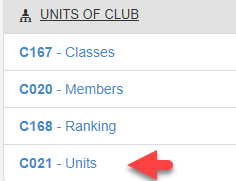 UNITS OF CLUB
C167 - Classes
C020 - Members
C168 - Ranking
C021 - Units